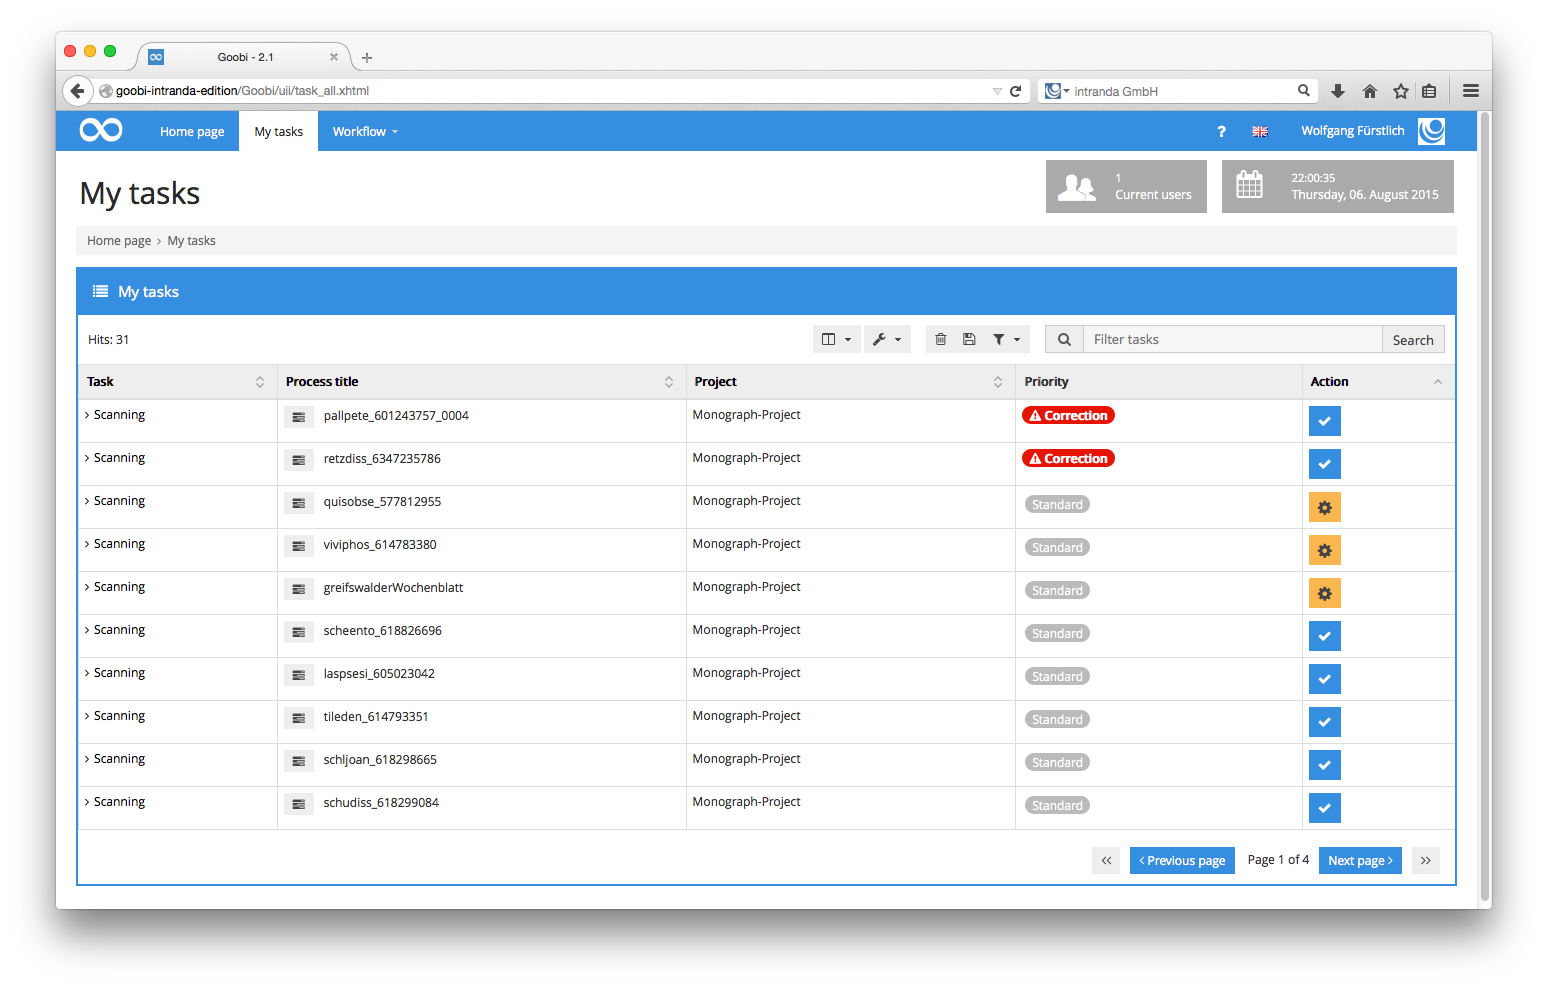 Goobi - 2.1
goobi-intranda-edition/Goobi/uii/task_all.xhtml
intranda GmbH
Home page
My tasks
Workflow
?
Wolfgang Fürstlich
My tasks
1
Current users
22:00:35
Thursday, 06. August 2015
Home page › My tasks
My tasks
Hits: 31
Filter tasks
Search
Task Process title Project Priority Action
Scanning pallpete_601243757_0004 Monograph-Project Correction
Scanning retzdiss_6347235786 Monograph-Project Correction
Scanning quisobse_577812955 Monograph-Project Standard
Scanning viviphos_614783380 Monograph-Project Standard
Scanning greifswalderWochenblatt Monograph-Project Standard
Scanning scheento_618826696 Monograph-Project Standard
Scanning laspsesi_605023042 Monograph-Project Standard
Scanning tileden_614793351 Monograph-Project Standard
Scanning schljoan_618298665 Monograph-Project Standard
Scanning schudiss_618299084 Monograph-Project Standard
« ‹ Previous page Page 1 of 4 Next page › »